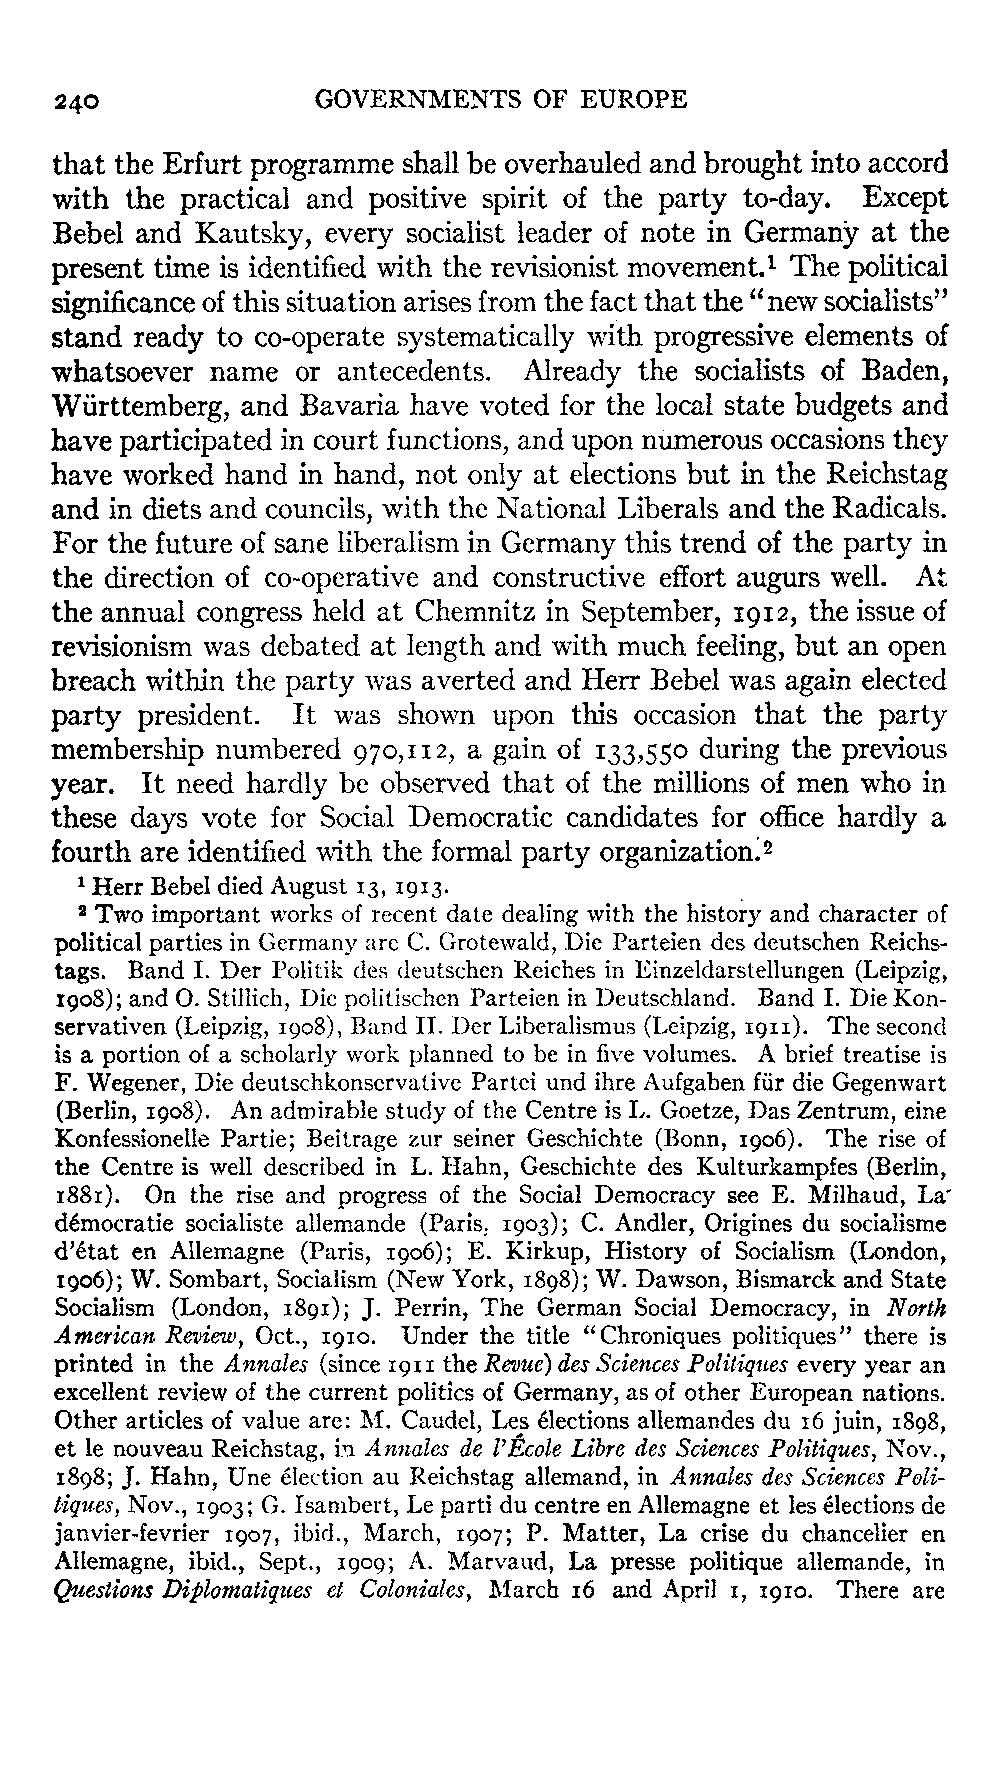 240 GOVERNMENTS OF EUROPE
that the Erfurt programme shall be overhauled and brought into accord
with the practical and positive spirit of the party to-day. Except
Bebel and Kautsky, every socialist leader of note in Germany at the
present time is identified with the revisionist movement.¹ The political
significance of this situation arises from the fact that the “new socialists”
stand ready to co-operate systematically with progressive elements of
whatsoever name or antecedents. Already the socialists of Baden,
Württemberg, and Bavaria have voted for the local state budgets and
have participated in court functions, and upon numerous occasions they
have worked hand in hand, not only at elections but in the Reichstag
and in diets and councils, with the National Liberals and the Radicals.
For the future of sane liberalism in Germany this trend of the party in
the direction of co-operative and constructive effort augurs well. At
the annual congress held at Chemnitz in September, 1912, the issue of
revisionism was debated at length and with much feeling, but an open
breach within the party was averted and Herr Bebel was again elected
party president. It was shown upon this occasion that the party
membership numbered 970,112, a gain of 133,550 during the previous
year. It need hardly be observed that of the millions of men who in
these days vote for Social Democratic candidates for office hardly a
fourth are identified with the formal party organization.²
¹ Herr Bebel died August 13, 1913.
² Two important works of recent date dealing with the history and character of
political parties in Germany are C. Grotewald, Die Parteien des deutschen Reichs-
tags. Band I. Der Politik des deutschen Reiches in Einzeldarstellungen (Leipzig,
1908); and O. Stillich, Die politischen Parteien in Deutschland. Band I. Die Kon-
servativen (Leipzig, 1908), Band II. Der Liberalismus (Leipzig, 1911). The second
is a portion of a scholarly work planned to be in five volumes. A brief treatise is
F. Wegener, Die deutschkonservative Partei und ihre Aufgaben für die Gegenwart
(Berlin, 1908). An admirable study of the Centre is L. Goetze, Das Zentrum, eine
Konfessionelle Partie; Beitrage zur seiner Geschichte (Bonn, 1906). The rise of
the Centre is well described in L. Hahn, Geschichte des Kulturkampfes (Berlin,
1881). On the rise and progress of the Social Democracy see E. Milhaud, La
démocratie socialiste allemande (Paris, 1903); C. Andler, Origines du socialisme
d’état en Allemagne (Paris, 1906); E. Kirkup, History of Socialism (London,
1906); W. Sombart, Socialism (New York, 1898); W. Dawson, Bismarck and State
Socialism (London, 1891); J. Perrin, The German Social Democracy, in North
American Review, Oct., 1910. Under the title “Chroniques politiques” there is
printed in the Annales (since 1911 the Revue) des Sciences Politiques every year an
excellent review of the current politics of Germany, as of other European nations.
Other articles of value are: M. Caudel, Les élections allemandes du 16 juin, 1898,
et le nouveau Reichstag, in Annales de l’École Libre des Sciences Politiques, Nov.,
1898; J. Hahn, Une élection au Reichstag allemand, in Annales des Sciences Poli-
tiques, Nov., 1903; G. Isambert, Le parti du centre en Allemagne et les élections de
janvier-fevrier 1907, ibid., March, 1907; P. Matter, La crise du chancelier en
Allemagne, ibid., Sept., 1909; A. Marvaud, La presse politique allemande, in
Questions Diplomatiques et Coloniales, March 16 and April 1, 1910. There are